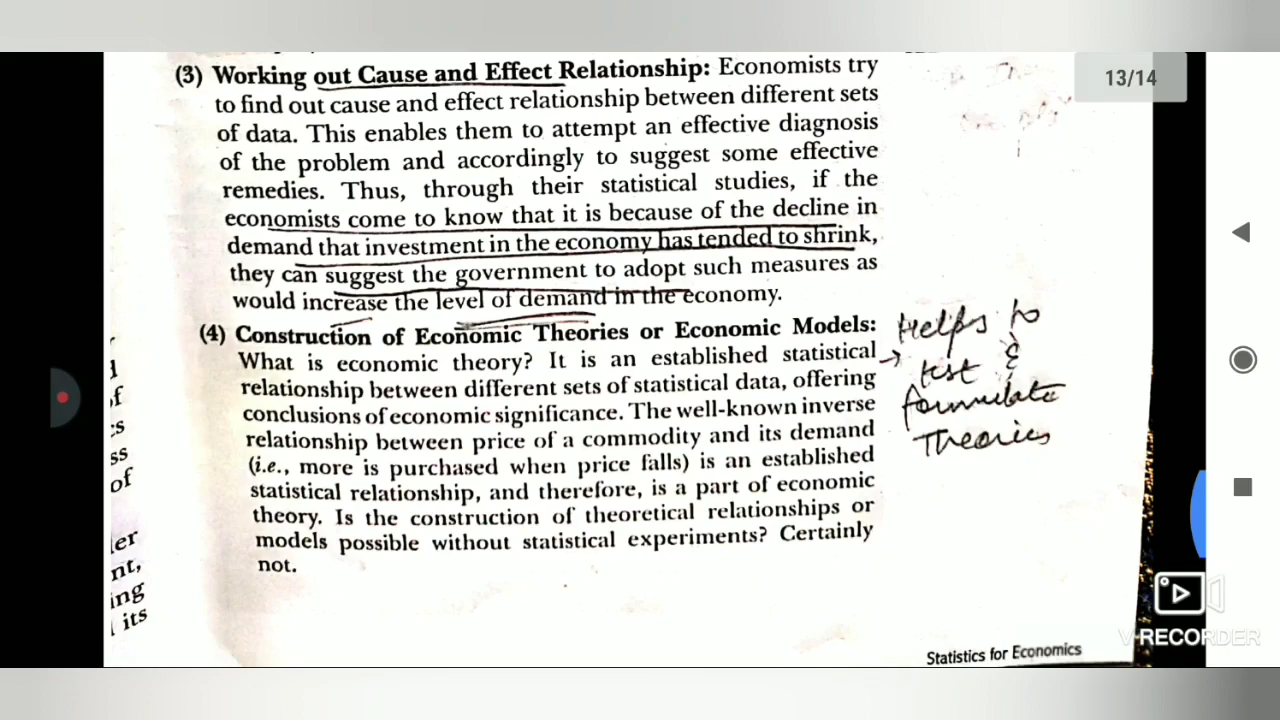 13/14
(3) Working out Cause and Effect Relationship: Economists try
to find out cause and effect relationship between different sets
of data. This enables them to attempt an effective diagnosis
of the problem and accordingly to suggest some effective
remedies. Thus, through their statistical studies, if the
economists come to know that it is because of the decline in
demand that investment in the economy has tended to shrink,
they can suggest the government to adopt such measures as
would increase the level of demand in the economy.
(4) Construction of Economic Theories or Economic Models:
What is economic theory? It is an established statistical
relationship between different sets of statistical data, offering
conclusions of economic significance. The well-known inverse
relationship between price of a commodity and its demand
(i.e., more is purchased when price falls) is an established
statistical relationship, and therefore, is a part of economic
theory. Is the construction of theoretical relationships or
models possible without statistical experiments? Certainly
not.
Helps to
→ test &
formulate
Theories
of
ss
of
nt,
ing
its
Statistics for Economics
V-RECORDER